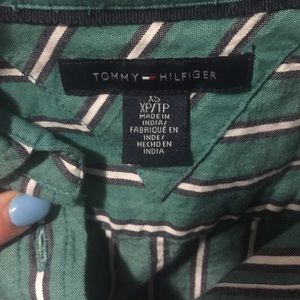 TOMMY HILFIGER
XS
XP/TP
MADE IN
INDIA/
FABRIQUÉ EN
INDE/
HECHO EN
INDIA